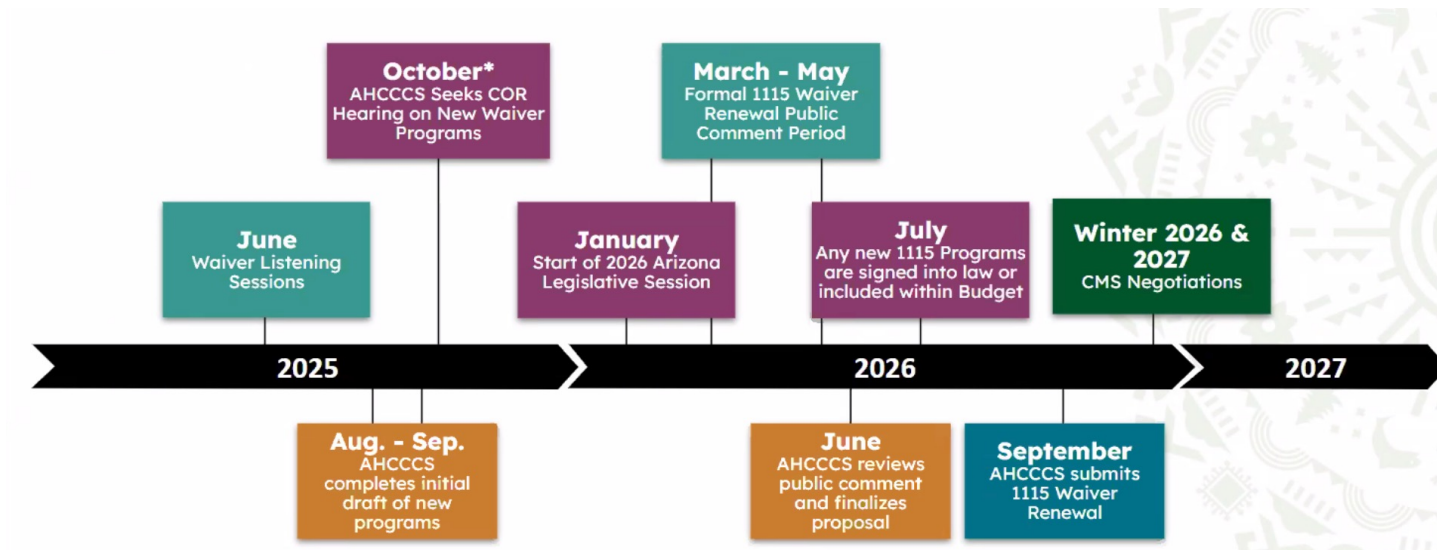 October*
AHCCCS Seeks COR
Hearing on New Waiver
Programs
March - May
Formal 1115 Waiver
Renewal Public
Comment Period
June
Waiver Listening
Sessions
January
Start of 2026 Arizona
Legislative Session
July
Any new 1115 Programs
are signed into law or
included within Budget
Winter 2026 &
2027
CMS Negotiations
2025
2026
2027
Aug. - Sep.
AHCCCS
completes initial
draft of new
programs
June
AHCCCS reviews
public comment
and finalizes
proposal
September
AHCCCS submits
1115 Waiver
Renewal